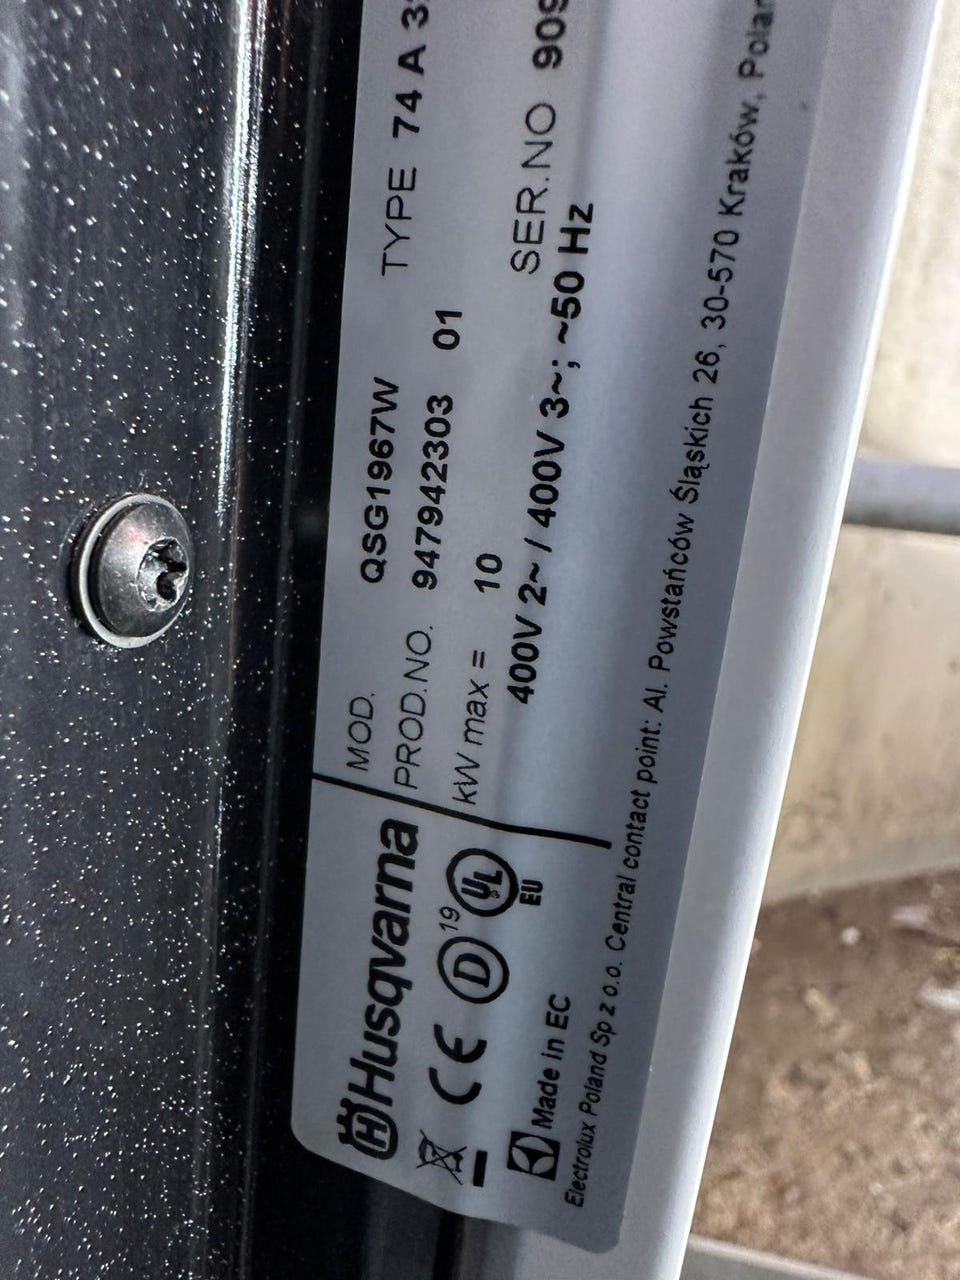 Husqvarna
MOD. QSG1967W TYPE 74 A
PROD.NO. 947942303 01
kW max = 10 SER.NO
400V 2~ / 400V 3~; ~50 Hz
CE D 19 UL
EU
Made in EC
Electrolux Poland Sp z o.o. Central contact point: Al. Powstańców Śląskich 26, 30-570 Kraków,